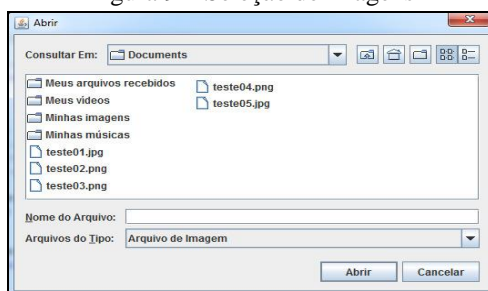 Abrir
Consultar Em: Documents
Meus arquivos recebidos
Meus vídeos
Minhas imagens
Minhas músicas
teste01.jpg
teste02.png
teste03.png
teste04.png
teste05.jpg
Nome do Arquivo:
Arquivos do Tipo: Arquivo de Imagem
Abrir Cancelar